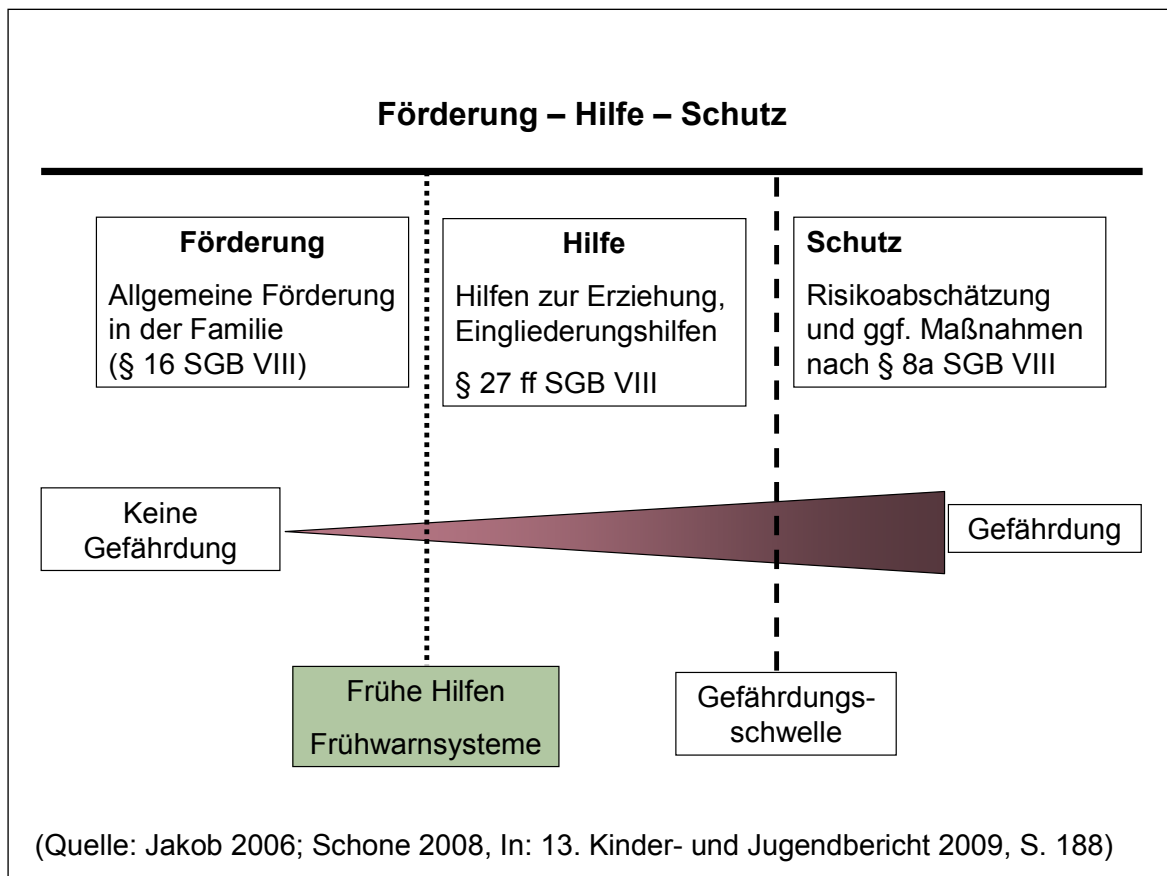 Förderung – Hilfe – Schutz
Förderung
Allgemeine Förderung
in der Familie
(§ 16 SGB VIII)
Hilfe
Hilfen zur Erziehung,
Eingliederungshilfen
§ 27 ff SGB VIII
Schutz
Risikoabschätzung
und ggf. Maßnahmen
nach § 8a SGB VIII
Keine
Gefährdung
Gefährdung
Frühe Hilfen
Frühwarnsysteme
Gefährdungs-
schwelle
(Quelle: Jakob 2006; Schone 2008, In: 13. Kinder- und Jugendbericht 2009, S. 188)